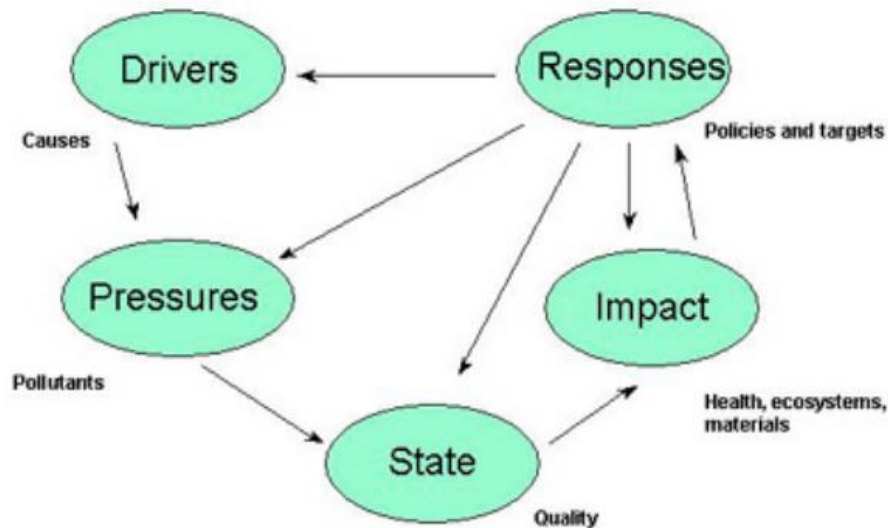 Drivers
Responses
Causes
Policies and targets
Pressures
Impact
Pollutants
Health, ecosystems,
materials
State
Quality